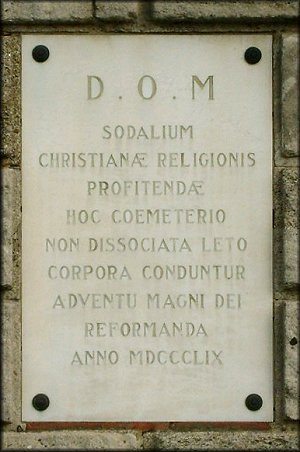 D . O . M
SODALIUM
CHRISTIANÆ RELIGIONIS
PROFITENDÆ
HOC COEMETERIO
NON DISSOCIATA LETO
CORPORA CONDUNTUR
ADVENTU MAGNI DEI
REFORMANDA
ANNO MDCCCLIX